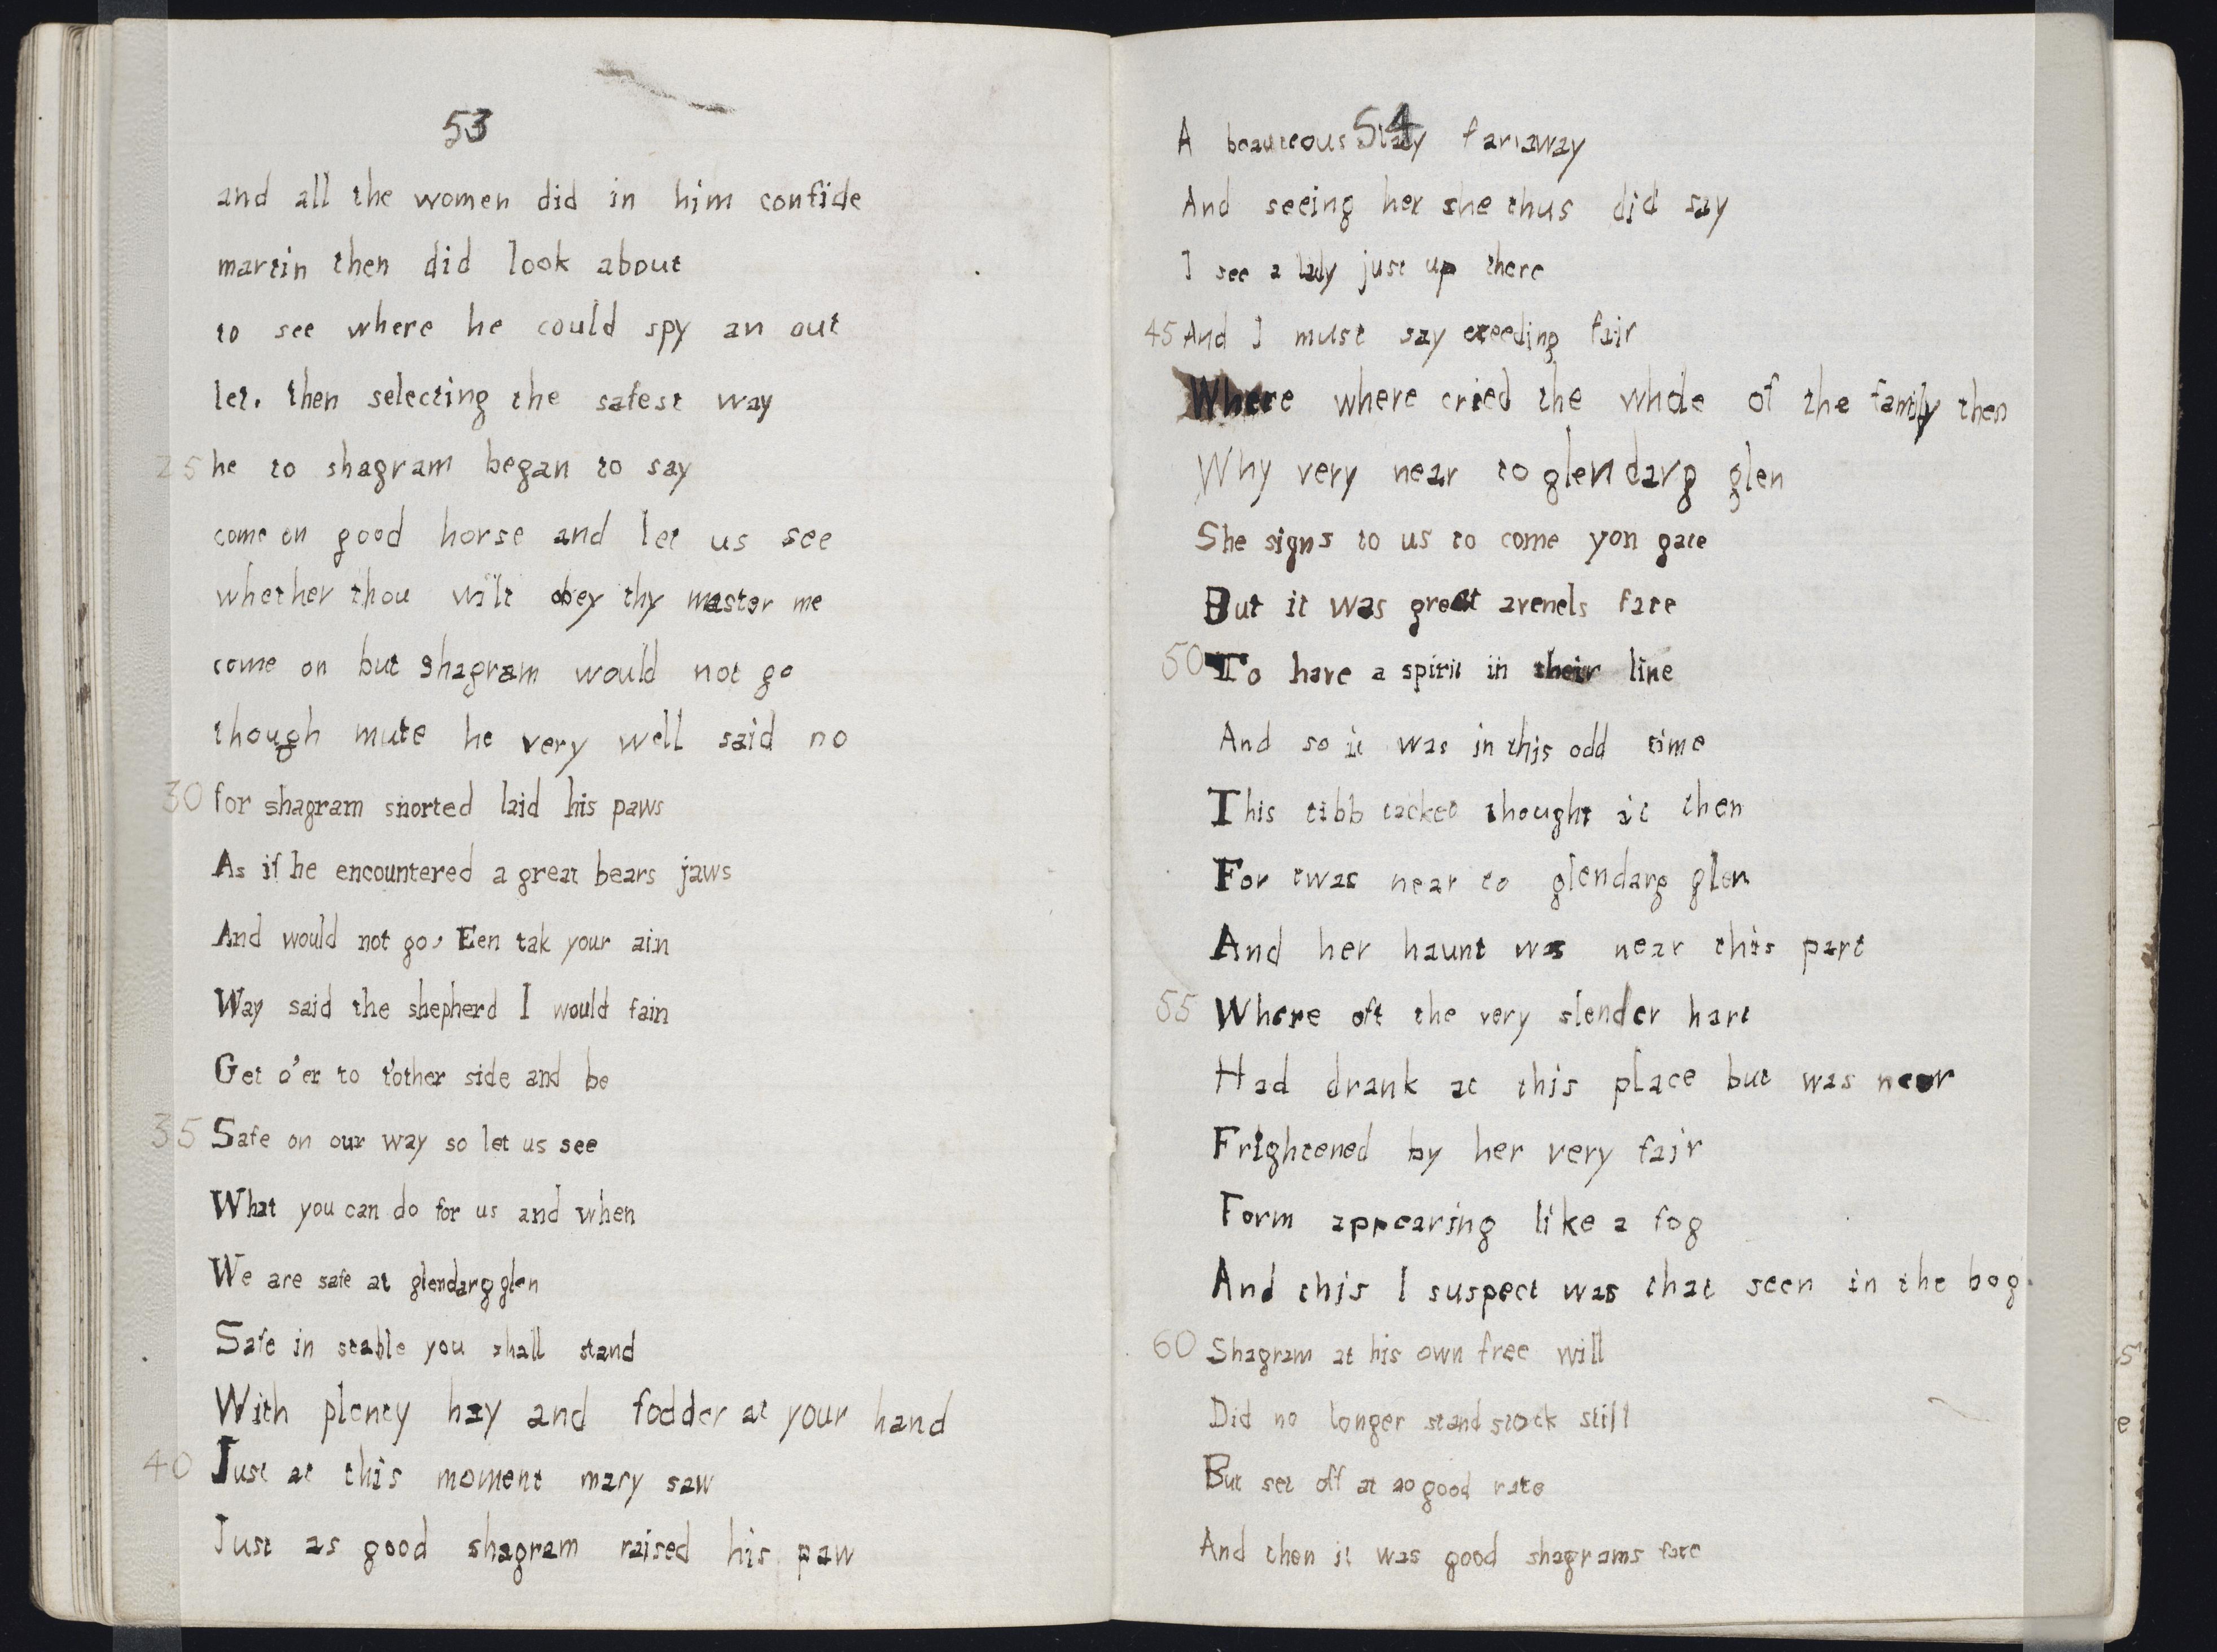 53
and all the women did in him confide
martin then did look about
to see where he could spy an out
let. then selecting the safest way
25 he to shagram began to say
come on good horse and let us see
whether thou wilt obey thy master me
come on but shagram would not go
though mute he very well said no
30 for shagram snorted laid his paws
As if he encountered a great bears jaws
And would not go, Een tak your ain
Way said the shepherd I would fain
Get o'er to t'other side and be
35 Safe on our way so let us see
What you can do for us and when
We are safe at glendarg glen
Safe in stable you shall stand
With plenty hay and fodder at your hand
40 Just at this moment mary saw
Just as good shagram raised his paw
54
A beauteous lady far away
And seeing her she thus did say
I see a lady just up there
45 And I must say exeeding fair
Where where cried the whole of the family then
Why very near to glendarg glen
She signs to us to come yon gate
But it was great avenels fate
50 To have a spirit in their line
And so it was in this odd time
This tibb tacket thought it then
For twas near to glendarg glen
And her haunt was near this part
55 Where oft the very slender hart
Had drank at this place but was neer
Frightened by her very fair
Form appearing like a fog
And this I suspect was that seen in the bog.
60 Shagram at his own free will
Did no longer stand stock still
But set off at no good rate
And then it was good shagrams fate